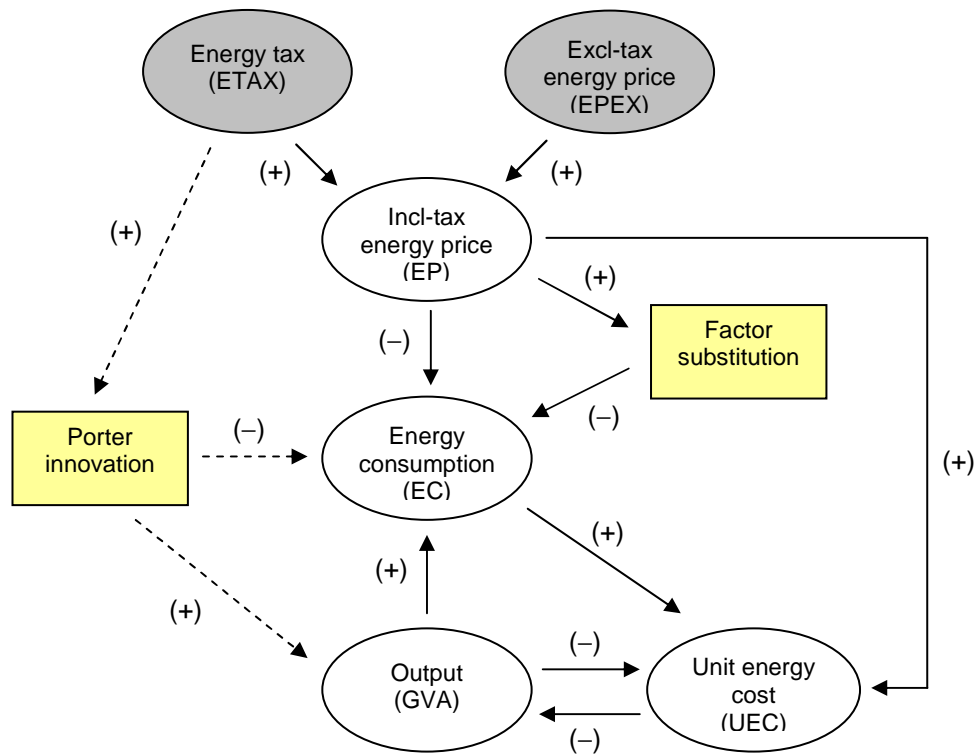 Energy tax
(ETAX)
Excl-tax
energy price
(EPEX)
(+)
(+)
(+)
Incl-tax
energy price
(EP)
(+)
(−)
Factor
substitution
(−)
Porter
innovation
(−)
Energy
consumption
(EC)
(+)
(+)
(+)
(+)
Output
(GVA)
(−)
(−)
Unit energy
cost
(UEC)